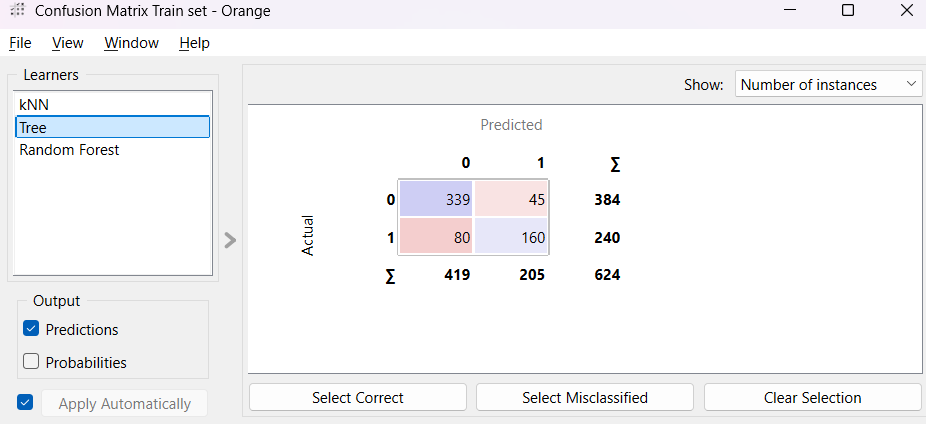 Confusion Matrix Train set - Orange
File View Window Help
Learners
kNN
Tree
Random Forest
Output
Predictions
Probabilities
Apply Automatically
Show: Number of instances
Predicted
0 1 Σ
Actual
0 339 45 384
1 80 160 240
Σ 419 205 624
Select Correct Select Misclassified Clear Selection